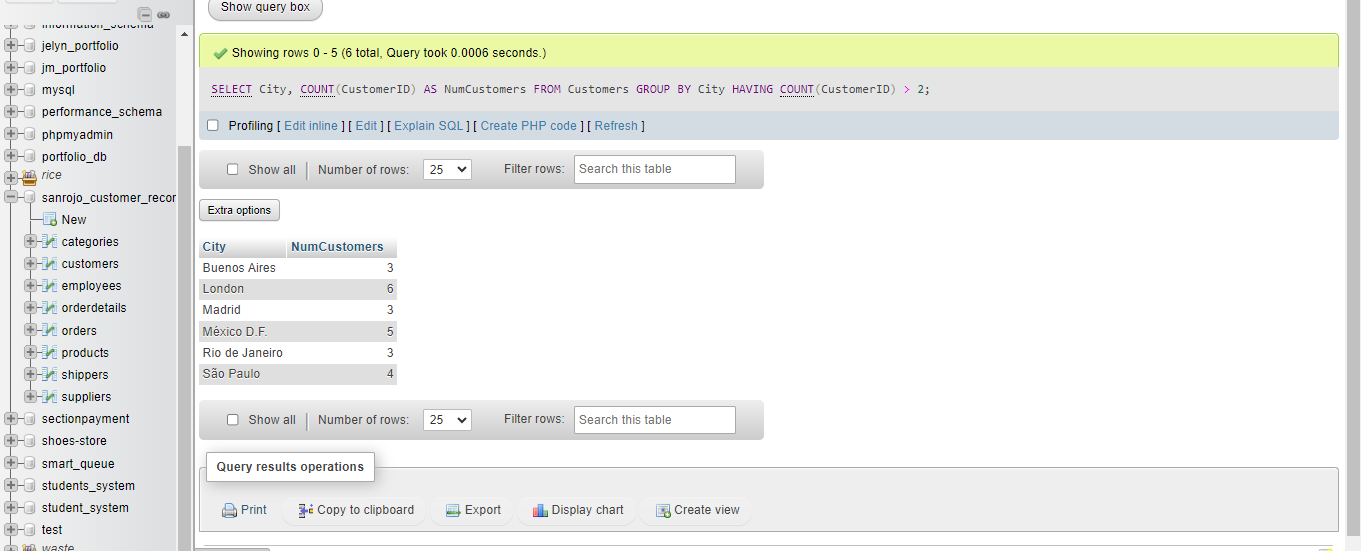 information_schema
jelyn_portfolio
jm_portfolio
mysql
performance_schema
phpmyadmin
portfolio_db
rice
sanrojo_customer_recor
New
categories
customers
employees
orderdetails
orders
products
shippers
suppliers
sectionpayment
shoes-store
smart_queue
students_system
student_system
test
waste
Show query box
Showing rows 0 - 5 (6 total, Query took 0.0006 seconds.)
SELECT City, COUNT(CustomerID) AS NumCustomers FROM Customers GROUP BY City HAVING COUNT(CustomerID) > 2;
Profiling [ Edit inline ] [ Edit ] [ Explain SQL ] [ Create PHP code ] [ Refresh ]
Show all Number of rows: 25 Filter rows: Search this table
Extra options
City NumCustomers
Buenos Aires 3
London 6
Madrid 3
México D.F. 5
Rio de Janeiro 3
São Paulo 4
Show all Number of rows: 25 Filter rows: Search this table
Query results operations
Print Copy to clipboard Export Display chart Create view